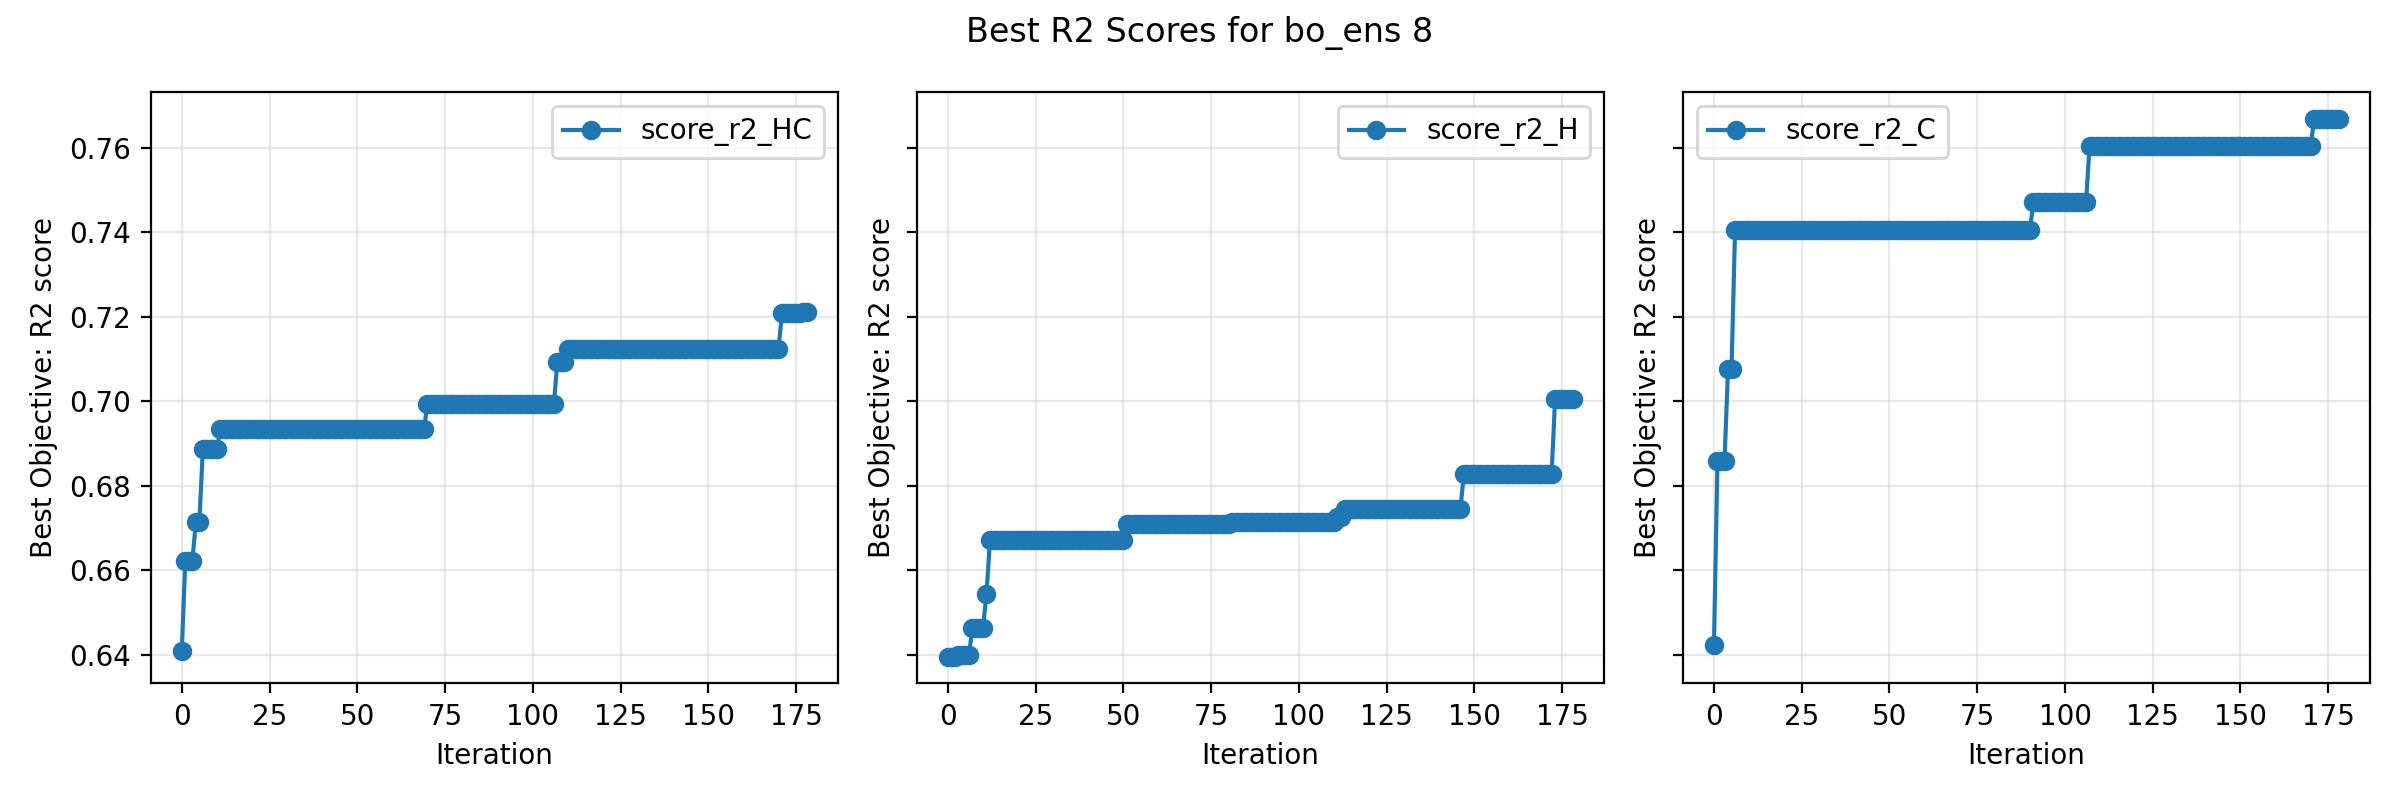 Best R2 Scores for bo_ens 8
Best Objective: R2 score
0.76
0.74
0.72
0.70
0.68
0.66
0.64
score_r2_HC
0 25 50 75 100 125 150 175
Iteration
Best Objective: R2 score
score_r2_H
0 25 50 75 100 125 150 175
Iteration
Best Objective: R2 score
score_r2_C
0 25 50 75 100 125 150 175
Iteration